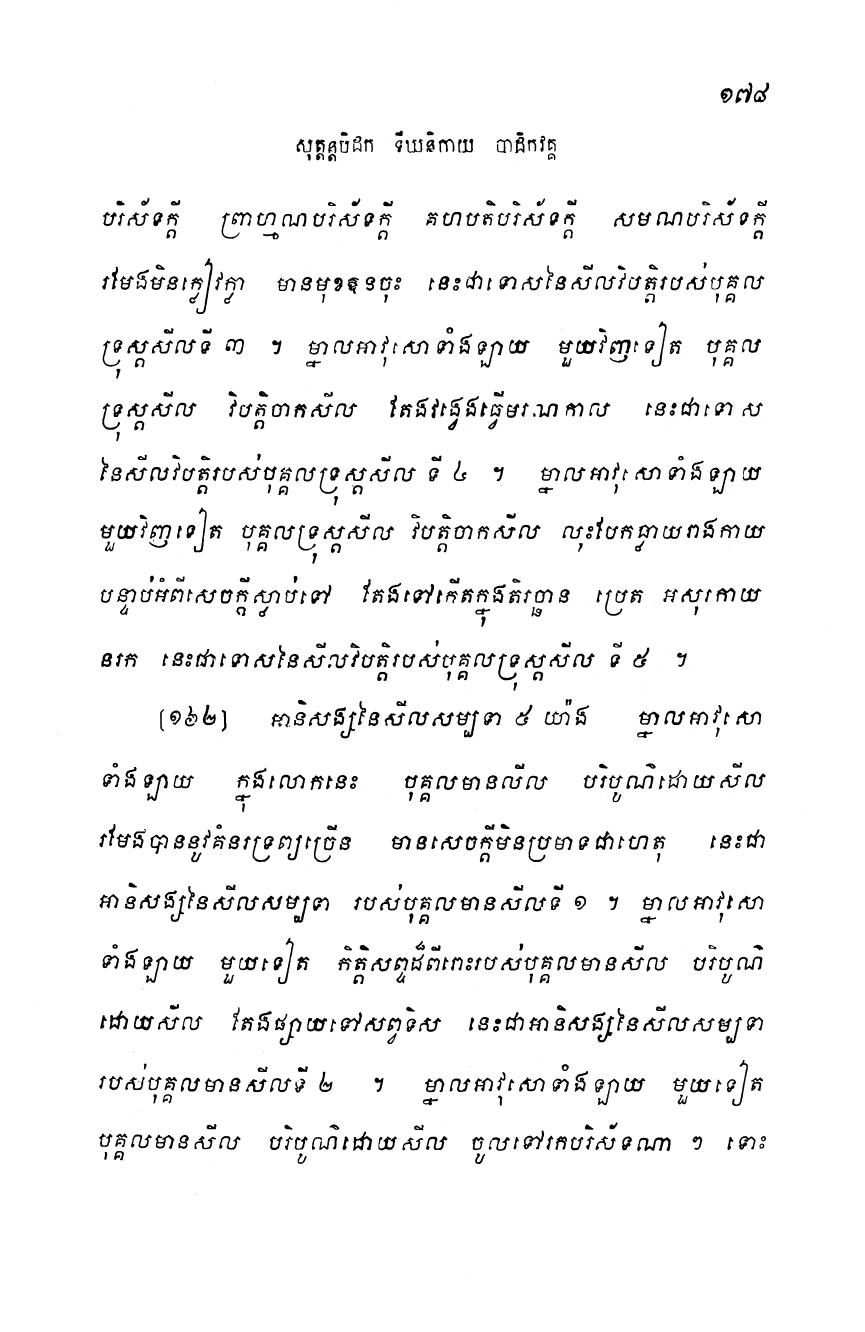 ១៧៨
សុត្តន្តបិដក ទីឃនិកាយ បាដិកវគ្គ
បរិស័ទក្តី ព្រាហ្មណបរិស័ទក្តី គហបតិបរិស័ទក្តី សមណបរិស័ទក្តី
រមែងមិនក្លៀវក្លា មានមុខខុនចុះ នេះជាទោសនៃសីលវិបត្តិរបស់បុគ្គល
ទ្រុស្តសីលទី ៣ ។ ម្នាលអាវុសោទាំងឡាយ មួយវិញទៀត បុគ្គល
ទ្រុស្តសីល វិបត្តិចាកសីល តែងវង្វេងធ្វើមរណកាល នេះជាទោស
នៃសីលវិបត្តិរបស់បុគ្គលទ្រុស្តសីល ទី ៤ ។ ម្នាលអាវុសោទាំងឡាយ
មួយវិញទៀត បុគ្គលទ្រុស្តសីល វិបត្តិចាកសីល លុះបែកធ្លាយរាងកាយ
បន្ទាប់អំពីសេចក្តីស្លាប់ទៅ តែងទៅកើតក្នុងតិរច្ឆាន ប្រេត អសុរកាយ
នរក នេះជាទោសនៃសីលវិបត្តិរបស់បុគ្គលទ្រុស្តសីល ទី ៥ ។
[១៦២] អានិសង្សនៃសីលសម្បទា ៥ យ៉ាង ម្នាលអាវុសោ
ទាំងឡាយ ក្នុងលោកនេះ បុគ្គលមានសីល បរិបូណ៌ដោយសីល
រមែងបាននូវគំនរទ្រព្យច្រើន មានសេចក្តីមិនប្រមាទជាហេតុ នេះជា
អានិសង្សនៃសីលសម្បទា របស់បុគ្គលមានសីលទី ១ ។ ម្នាលអាវុសោ
ទាំងឡាយ មួយទៀត កិត្តិសព្ទដ៏ពីរោះរបស់បុគ្គលមានសីល បរិបូណ៌
ដោយសីល តែងផ្សាយទៅសព្វទិស នេះជាអានិសង្សនៃសីលសម្បទា
របស់បុគ្គលមានសីលទី ២ ។ ម្នាលអាវុសោទាំងឡាយ មួយទៀត
បុគ្គលមានសីល បរិបូណ៌ដោយសីល ចូលទៅរកបរិស័ទណា ៗ ទោះ